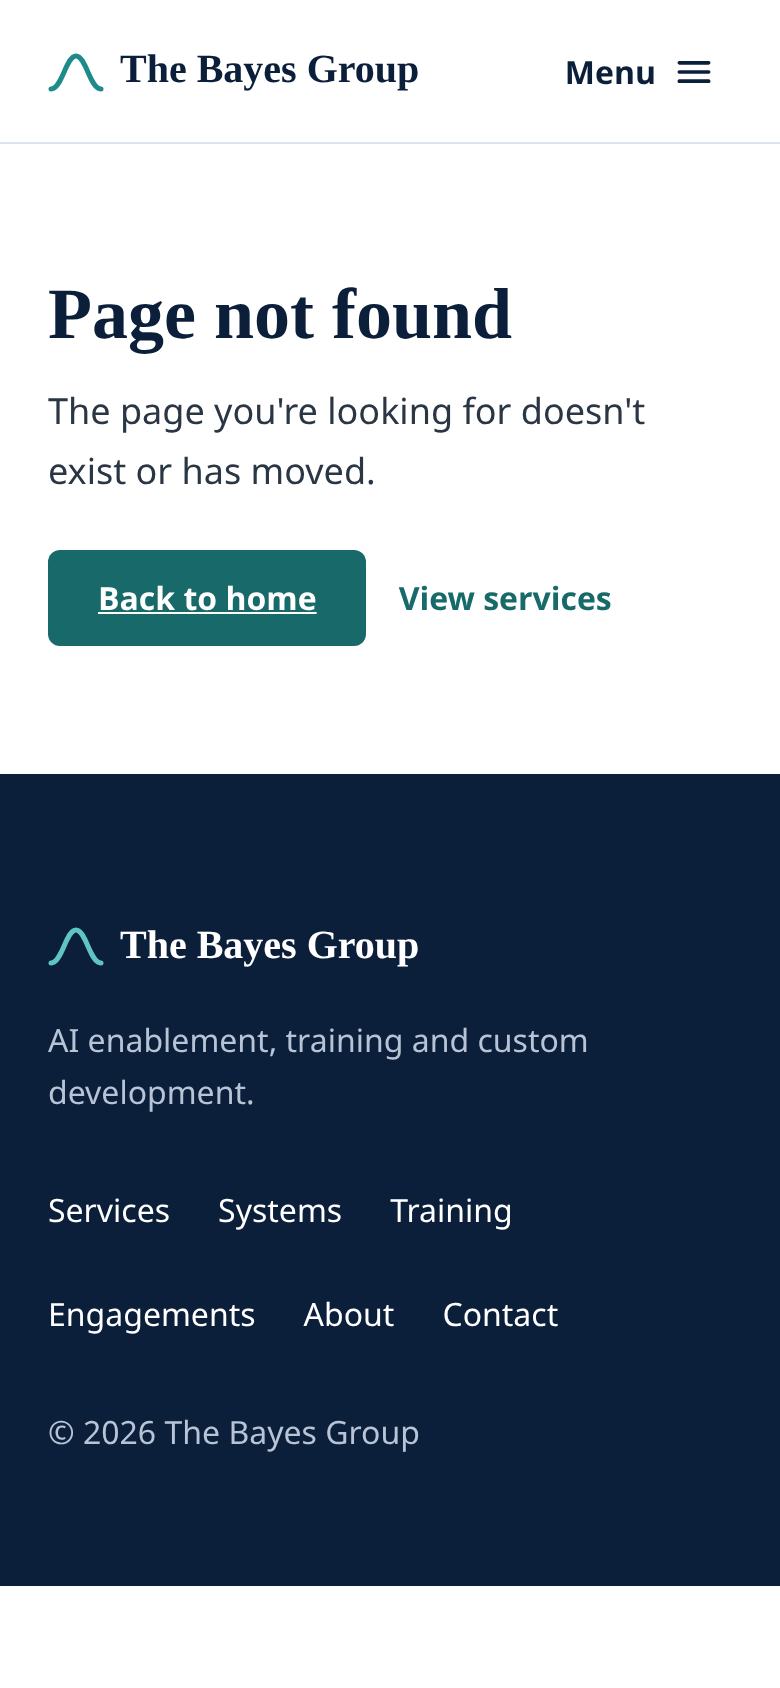 The Bayes Group
Menu
Page not found
The page you're looking for doesn't
exist or has moved.
Back to home
View services
The Bayes Group
AI enablement, training and custom
development.
Services Systems Training
Engagements About Contact
© 2026 The Bayes Group